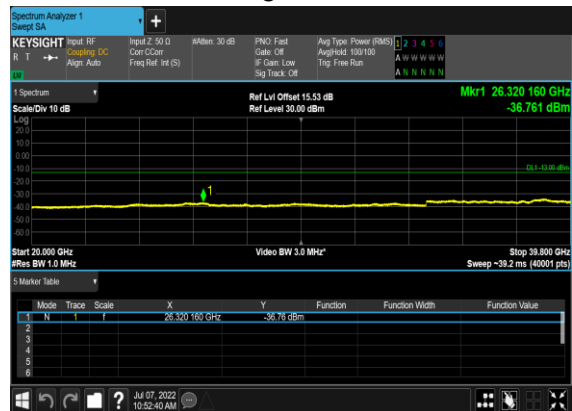 Spectrum Analyzer 1
Swept SA
+
KEYSIGHT Input: RF Input Z: 50 Ω #Atten: 30 dB PNO: Fast Avg Type: Power (RMS) 1 2 3 4 5 6
R T Coupling: DC Corr CCorr Gate: Off Avg|Hold: 100/100 A W W W W W
Align: Auto Freq Ref: Int (S) IF Gain: Low Trig: Free Run
LXI Sig Track: Off A N N N N N
1 Spectrum Ref Lvl Offset 15.53 dB Mkr1 26.320 160 GHz
Scale/Div 10 dB Ref Level 30.00 dBm -36.761 dBm
Log
20.0
10.0
0.00
-10.0 DL1 -13.00 dBm
-20.0
-30.0 1
-40.0
-50.0
-60.0
Start 20.000 GHz Video BW 3.0 MHz* Stop 39.800 GHz
#Res BW 1.0 MHz Sweep ~39.2 ms (40001 pts)
5 Marker Table
Mode Trace Scale X Y Function Function Width Function Value
1 N 1 f 26.320 160 GHz -36.76 dBm
2
3
4
5
6
? Jul 07, 2022
10:52:40 AM